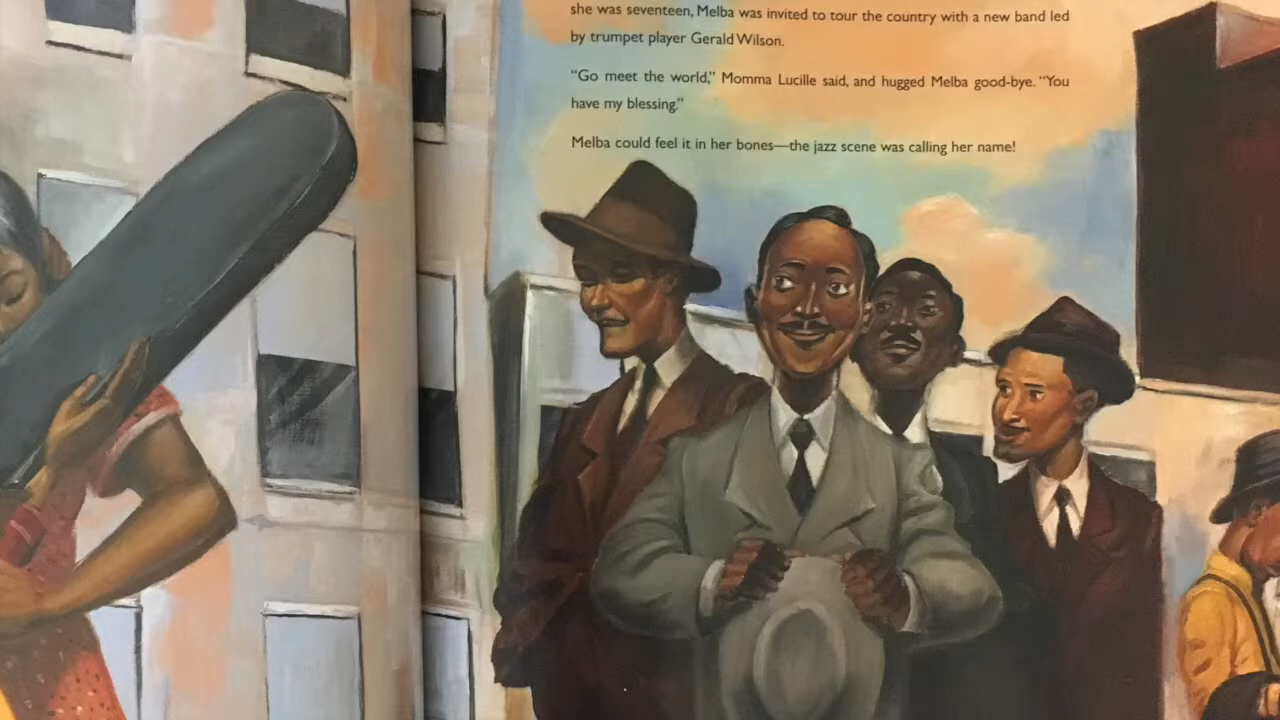 she was seventeen, Melba was invited to tour the country with a new band led
by trumpet player Gerald Wilson.
“Go meet the world,” Momma Lucille said, and hugged Melba good-bye. “You
have my blessing.”
Melba could feel it in her bones—the jazz scene was calling her name!